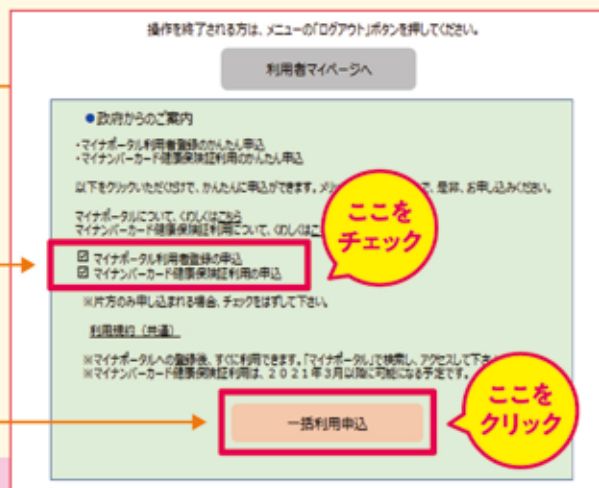 操作を終了される方は、メニューの「ログアウト」ボタンを押してください。
利用者マイページへ
●政府からのご案内
・マイナポータル利用者登録のかんたん申込
・マイナンバーカード健康保険証利用のかんたん申込
以下をクリックいただくだけで、かんたんに申込ができます。メリ
で、是非、お申し込みください。
マイナポータルについて、くわしくはこちら
マイナンバーカード健康保険証利用について、くわしくはこ
ここを
チェック
☑ マイナポータル利用者登録の申込
☑ マイナンバーカード健康保険証利用の申込
※片方のみ申し込まれる場合、チェックをはずして下さい。
利用規約（共通）
※マイナポータルへの登録後、すぐに利用できます。「マイナポータル」で検索し、アクセスして下さ
※マイナンバーカード健康保険証利用は、２０２１年３月以降に可能になる予定です。
一括利用申込
ここを
クリック